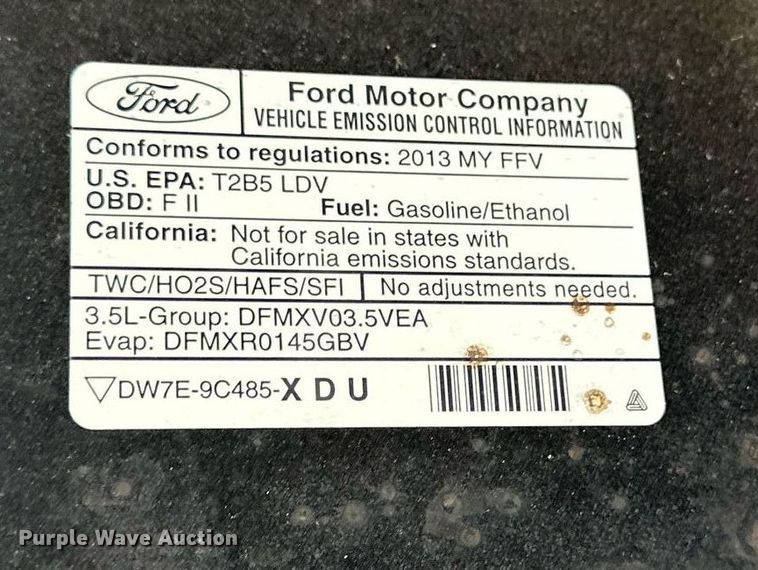 Ford
Ford Motor Company
VEHICLE EMISSION CONTROL INFORMATION
Conforms to regulations: 2013 MY FFV
U.S. EPA: T2B5 LDV
OBD: F II Fuel: Gasoline/Ethanol
California: Not for sale in states with
California emissions standards.
TWC/HO2S/HAFS/SFI No adjustments needed.
3.5L-Group: DFMXV03.5VEA
Evap: DFMXR0145GBV
DW7E-9C485-X D U
Purple Wave Auction